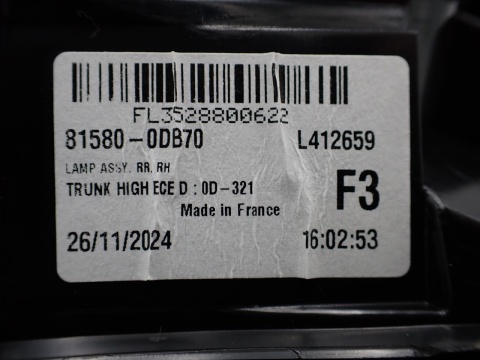 FL3528800622
81580-0DB70 L412659
LAMP ASSY, RR, RH
TRUNK HIGH ECE D : 0D-321 F3
Made in France
26/11/2024 16:02:53